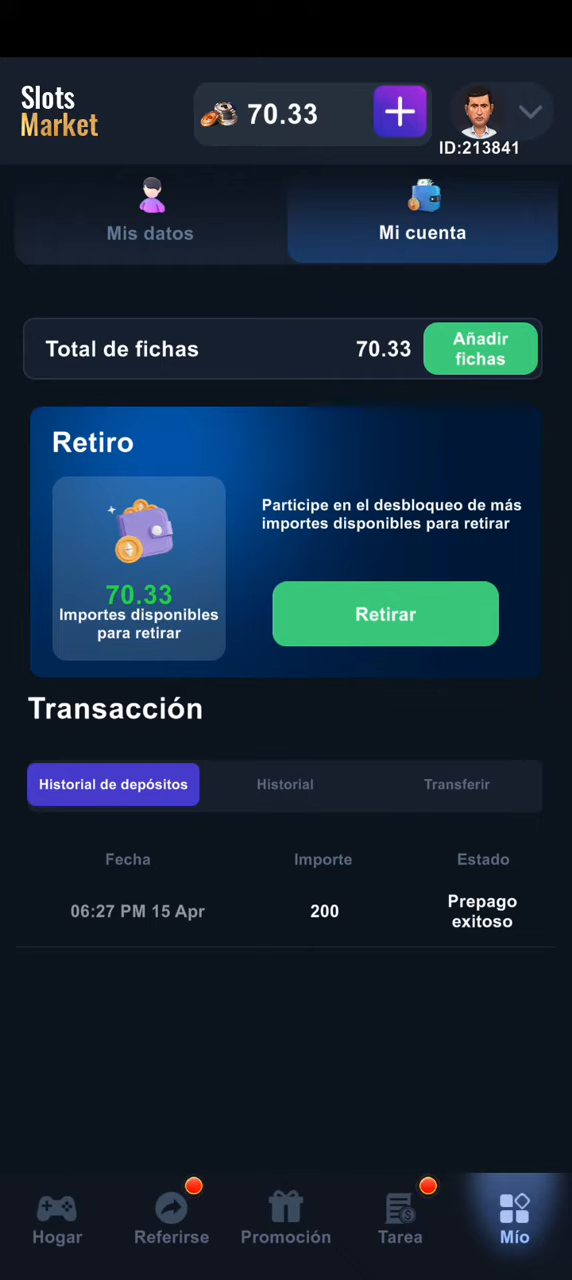 Slots
Market
70.33
ID:213841
Mis datos
Mi cuenta
Total de fichas
70.33
Añadir
fichas
Retiro
Participe en el desbloqueo de más
importes disponibles para retirar
70.33
Importes disponibles
para retirar
Retirar
Transacción
Historial de depósitos
Historial
Transferir
Fecha
Importe
Estado
06:27 PM 15 Apr
200
Prepago
exitoso
Hogar
Referirse
Promoción
Tarea
Mío